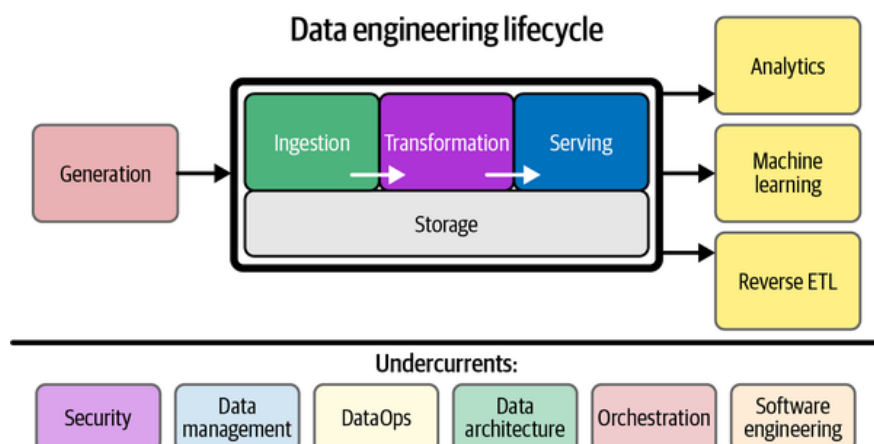 Data engineering lifecycle
Generation
Ingestion
Transformation
Serving
Storage
Analytics
Machine
learning
Reverse ETL
Undercurrents:
Security
Data
management
DataOps
Data
architecture
Orchestration
Software
engineering